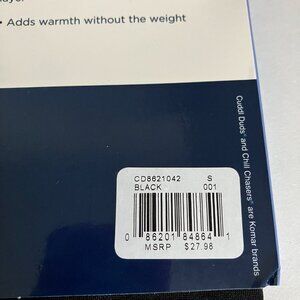 • Adds warmth without the weight
CD8621042 S
BLACK 001
0 86201 84864 1
MSRP $27.98
Cuddl Duds® and Chill Chasers® are Komar brands